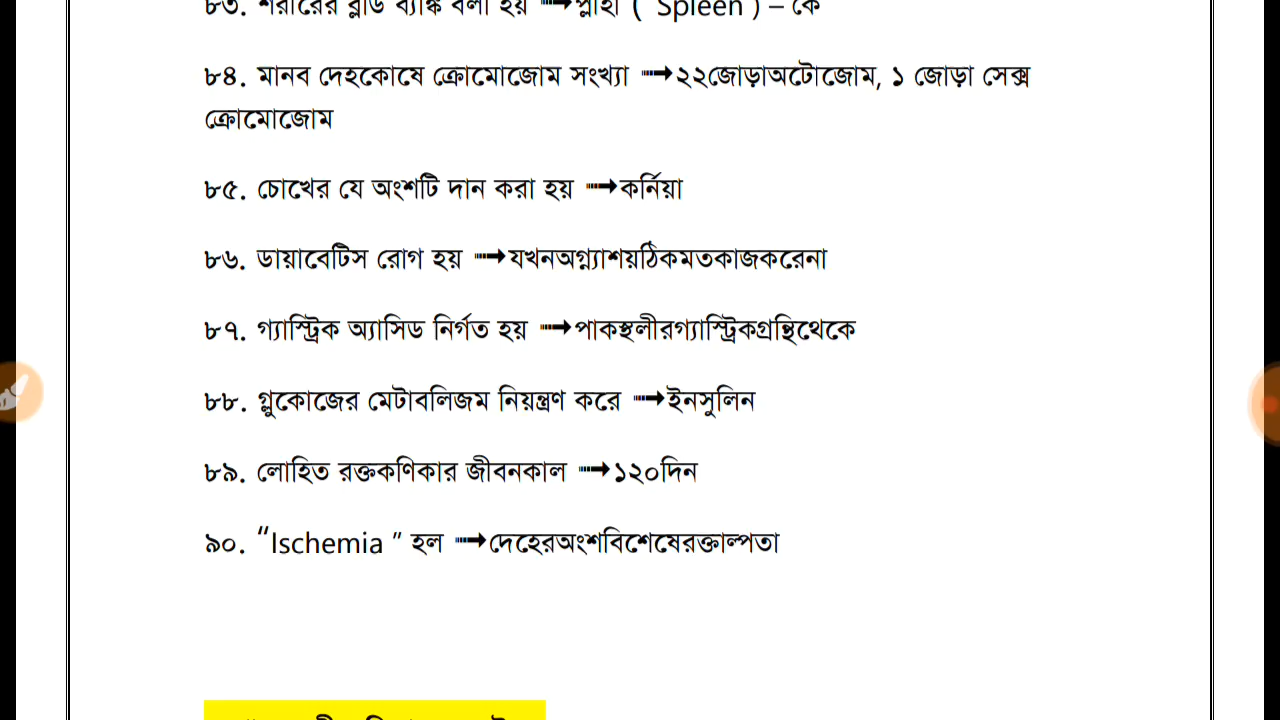 ৮৩. শরীরের ব্লাড ব্যাঙ্ক বলা হয় ➟প্লীহা ( Spleen ) – কে
৮৪. মানব দেহকোষে ক্রোমোজোম সংখ্যা ➟২২জোড়াঅটোজোম, ১ জোড়া সেক্স
ক্রোমোজোম
৮৫. চোখের যে অংশটি দান করা হয় ➟কর্নিয়া
৮৬. ডায়াবেটিস রোগ হয় ➟যখনঅগ্ন্যাশয়ঠিকমতকাজকরেনা
৮৭. গ্যাস্ট্রিক অ্যাসিড নির্গত হয় ➟পাকস্থলীরগ্যাস্ট্রিকগ্রন্থিথেকে
৮৮. গ্লুকোজের মেটাবলিজম নিয়ন্ত্রণ করে ➟ইনসুলিন
৮৯. লোহিত রক্তকণিকার জীবনকাল ➟১২০দিন
৯০. “Ischemia ” হল ➟দেহেরঅংশবিশেষেরক্তাল্পতা